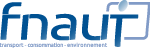 fnaut
transport - consommation - environnement